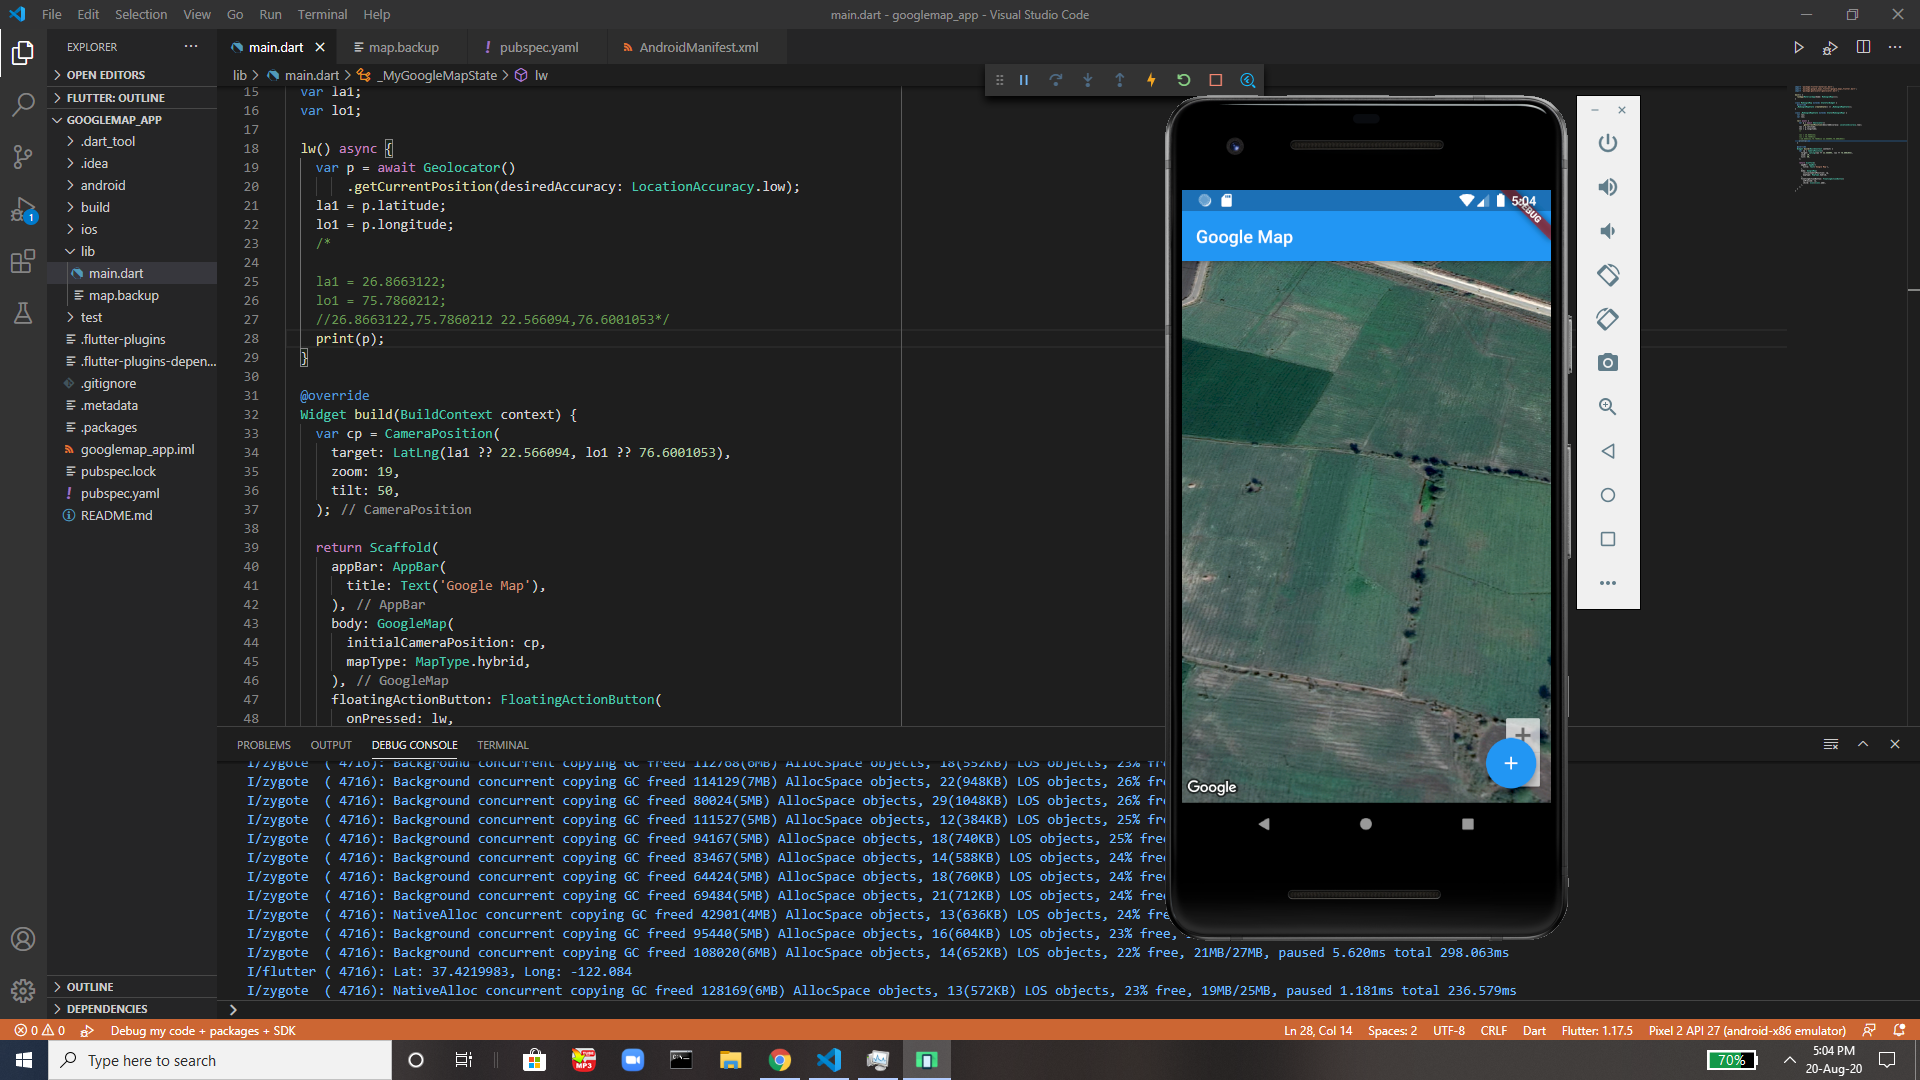 File Edit Selection View Go Run Terminal Help
main.dart - googlemap_app - Visual Studio Code
EXPLORER
OPEN EDITORS
FLUTTER: OUTLINE
GOOGLEMAP_APP
.dart_tool
.idea
android
build
ios
lib
main.dart
map.backup
test
.flutter-plugins
.flutter-plugins-depen...
.gitignore
.metadata
.packages
googlemap_app.iml
pubspec.lock
pubspec.yaml
README.md
OUTLINE
DEPENDENCIES
1
main.dart map.backup pubspec.yaml AndroidManifest.xml
lib > main.dart > _MyGoogleMapState > lw
15 var la1;
16 var lo1;
17
18 lw() async {
19 var p = await Geolocator()
20 .getCurrentPosition(desiredAccuracy: LocationAccuracy.low);
21 la1 = p.latitude;
22 lo1 = p.longitude;
23 /*
24
25 la1 = 26.8663122;
26 lo1 = 75.7860212;
27 //26.8663122,75.7860212 22.566094,76.6001053*/
28 print(p);
29 }
30
31 @override
32 Widget build(BuildContext context) {
33 var cp = CameraPosition(
34 target: LatLng(la1 ?? 22.566094, lo1 ?? 76.6001053),
35 zoom: 19,
36 tilt: 50,
37 ); // CameraPosition
38
39 return Scaffold(
40 appBar: AppBar(
41 title: Text('Google Map'),
42 ), // AppBar
43 body: GoogleMap(
44 initialCameraPosition: cp,
45 mapType: MapType.hybrid,
46 ), // GoogleMap
47 floatingActionButton: FloatingActionButton(
48 onPressed: lw,
5:04
DEBUG
Google Map
Google
PROBLEMS OUTPUT DEBUG CONSOLE TERMINAL
I/zygote ( 4716): Background concurrent copying GC freed 112768(6MB) AllocSpace objects, 18(552KB) LOS objects, 23% fre
I/zygote ( 4716): Background concurrent copying GC freed 114129(7MB) AllocSpace objects, 22(948KB) LOS objects, 26% fre
I/zygote ( 4716): Background concurrent copying GC freed 80024(5MB) AllocSpace objects, 29(1048KB) LOS objects, 26% fr
I/zygote ( 4716): Background concurrent copying GC freed 111527(5MB) AllocSpace objects, 12(384KB) LOS objects, 25% fre
I/zygote ( 4716): Background concurrent copying GC freed 94167(5MB) AllocSpace objects, 18(740KB) LOS objects, 25% free
I/zygote ( 4716): Background concurrent copying GC freed 83467(5MB) AllocSpace objects, 14(588KB) LOS objects, 24% free
I/zygote ( 4716): Background concurrent copying GC freed 64424(5MB) AllocSpace objects, 18(760KB) LOS objects, 24% free
I/zygote ( 4716): Background concurrent copying GC freed 69484(5MB) AllocSpace objects, 21(712KB) LOS objects, 24% free
I/zygote ( 4716): NativeAlloc concurrent copying GC freed 42901(4MB) AllocSpace objects, 13(636KB) LOS objects, 24% fre
I/zygote ( 4716): Background concurrent copying GC freed 95440(5MB) AllocSpace objects, 16(604KB) LOS objects, 23% free,
I/zygote ( 4716): Background concurrent copying GC freed 108020(6MB) AllocSpace objects, 14(652KB) LOS objects, 22% free, 21MB/27MB, paused 5.620ms total 298.063ms
I/flutter ( 4716): Lat: 37.4219983, Long: -122.084
I/zygote ( 4716): NativeAlloc concurrent copying GC freed 128169(6MB) AllocSpace objects, 13(572KB) LOS objects, 23% free, 19MB/25MB, paused 1.181ms total 236.579ms
0 0 Debug my code + packages + SDK
Ln 28, Col 14 Spaces: 2 UTF-8 CRLF Dart Flutter: 1.17.5 Pixel 2 API 27 (android-x86 emulator)
Type here to search
MP3
70%
5:04 PM
20-Aug-20